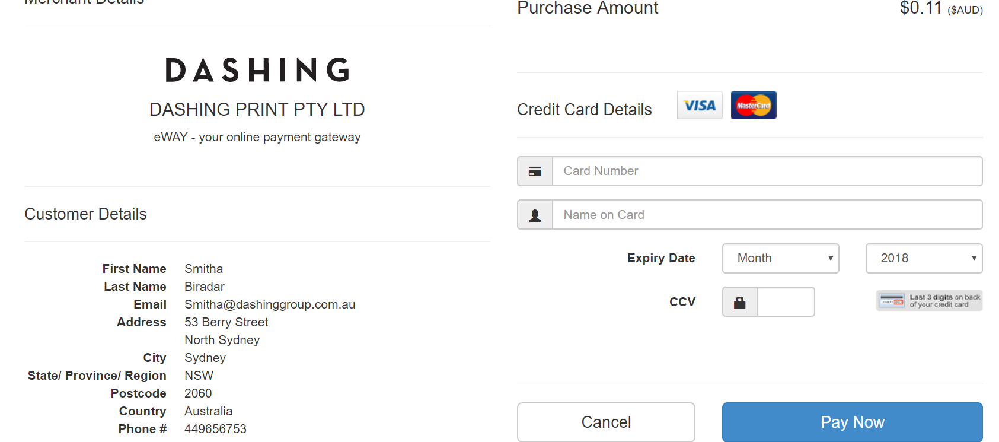 Merchant Details
DASHING
DASHING PRINT PTY LTD
eWAY - your online payment gateway
Customer Details
First Name Smitha
Last Name Biradar
Email Smitha@dashinggroup.com.au
Address 53 Berry Street
North Sydney
City Sydney
State/ Province/ Region NSW
Postcode 2060
Country Australia
Phone # 449656753
Purchase Amount $0.11 ($AUD)
Credit Card Details VISA MasterCard
Card Number
Name on Card
Expiry Date Month 2018
CCV
Last 3 digits on back
of your credit card
Cancel Pay Now